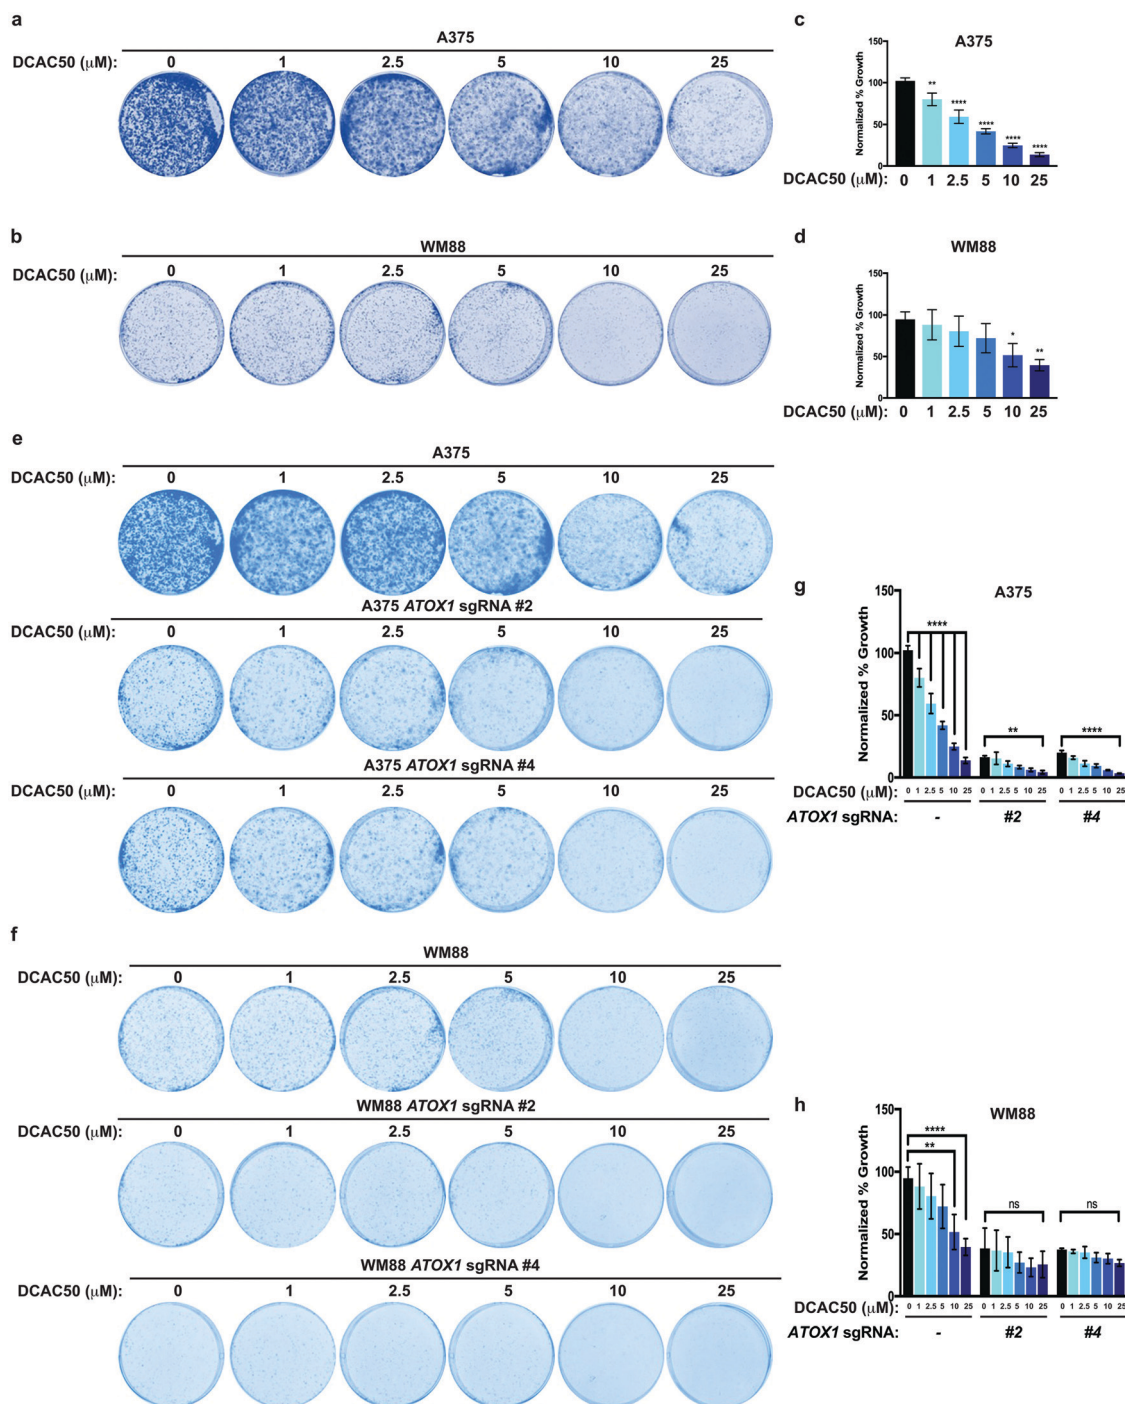 a
A375
DCAC50 (μM): 0 1 2.5 5 10 25
c
A375
Normalized % Growth
150
100
50
0
** **** **** **** ****
DCAC50 (μM): 0 1 2.5 5 10 25
b
WM88
DCAC50 (μM): 0 1 2.5 5 10 25
d
WM88
Normalized % Growth
150
100
50
0
* **
DCAC50 (μM): 0 1 2.5 5 10 25
e
A375
DCAC50 (μM): 0 1 2.5 5 10 25
A375 ATOX1 sgRNA #2
DCAC50 (μM): 0 1 2.5 5 10 25
A375 ATOX1 sgRNA #4
DCAC50 (μM): 0 1 2.5 5 10 25
g
A375
Normalized % Growth
150
100
50
0
**** ** ****
DCAC50 (μM): 0 1 2.5 5 10 25 0 1 2.5 5 10 25 0 1 2.5 5 10 25
ATOX1 sgRNA: - #2 #4
f
WM88
DCAC50 (μM): 0 1 2.5 5 10 25
WM88 ATOX1 sgRNA #2
DCAC50 (μM): 0 1 2.5 5 10 25
WM88 ATOX1 sgRNA #4
DCAC50 (μM): 0 1 2.5 5 10 25
h
WM88
Normalized % Growth
150
100
50
0
****
** ns ns
DCAC50 (μM): 0 1 2.5 5 10 25 0 1 2.5 5 10 25 0 1 2.5 5 10 25
ATOX1 sgRNA: - #2 #4